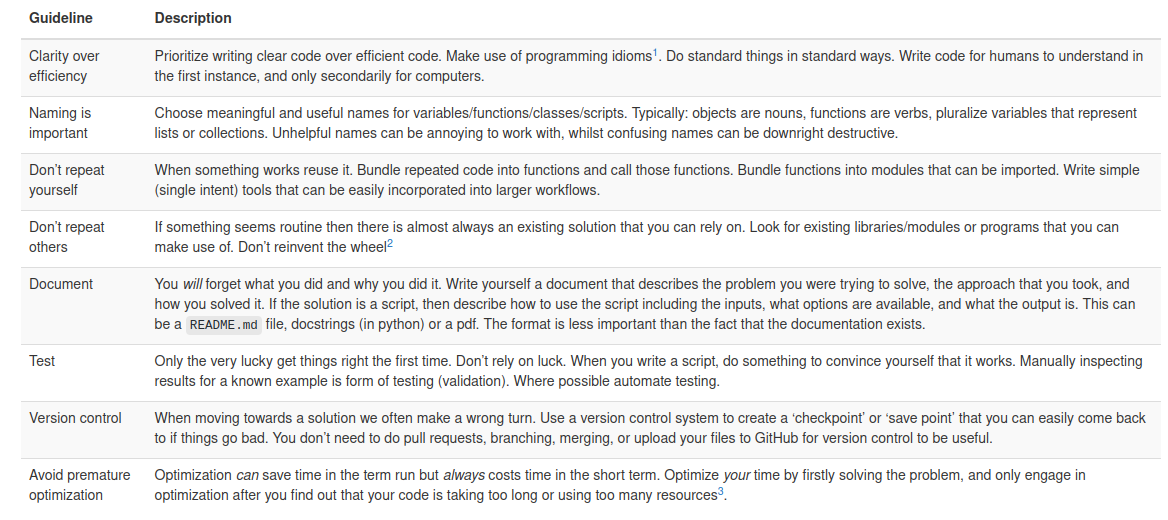 Guideline Description
Clarity over efficiency
Prioritize writing clear code over efficient code. Make use of programming idioms1. Do standard things in standard ways. Write code for humans to understand in
the first instance, and only secondarily for computers.
Naming is important
Choose meaningful and useful names for variables/functions/classes/scripts. Typically: objects are nouns, functions are verbs, pluralize variables that represent
lists or collections. Unhelpful names can be annoying to work with, whilst confusing names can be downright destructive.
Don’t repeat yourself
When something works reuse it. Bundle repeated code into functions and call those functions. Bundle functions into modules that can be imported. Write simple
(single intent) tools that can be easily incorporated into larger workflows.
Don’t repeat others
If something seems routine then there is almost always an existing solution that you can rely on. Look for existing libraries/modules or programs that you can
make use of. Don’t reinvent the wheel2
Document
You will forget what you did and why you did it. Write yourself a document that describes the problem you were trying to solve, the approach that you took, and
how you solved it. If the solution is a script, then describe how to use the script including the inputs, what options are available, and what the output is. This can
be a README.md file, docstrings (in python) or a pdf. The format is less important than the fact that the documentation exists.
Test
Only the very lucky get things right the first time. Don’t rely on luck. When you write a script, do something to convince yourself that it works. Manually inspecting
results for a known example is form of testing (validation). Where possible automate testing.
Version control
When moving towards a solution we often make a wrong turn. Use a version control system to create a ‘checkpoint’ or ‘save point’ that you can easily come back
to if things go bad. You don’t need to do pull requests, branching, merging, or upload your files to GitHub for version control to be useful.
Avoid premature optimization
Optimization can save time in the term run but always costs time in the short term. Optimize your time by firstly solving the problem, and only engage in
optimization after you find out that your code is taking too long or using too many resources3.